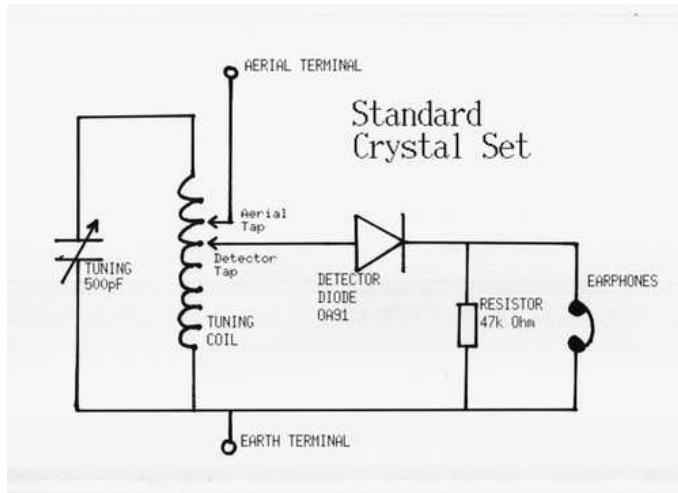 AERIAL TERMINAL
Standard
Crystal Set
Aerial
Tap
Detector
Tap
TUNING
500pF
DETECTOR
DIODE
OA91
EARPHONES
RESISTOR
47k Ohm
TUNING
COIL
EARTH TERMINAL